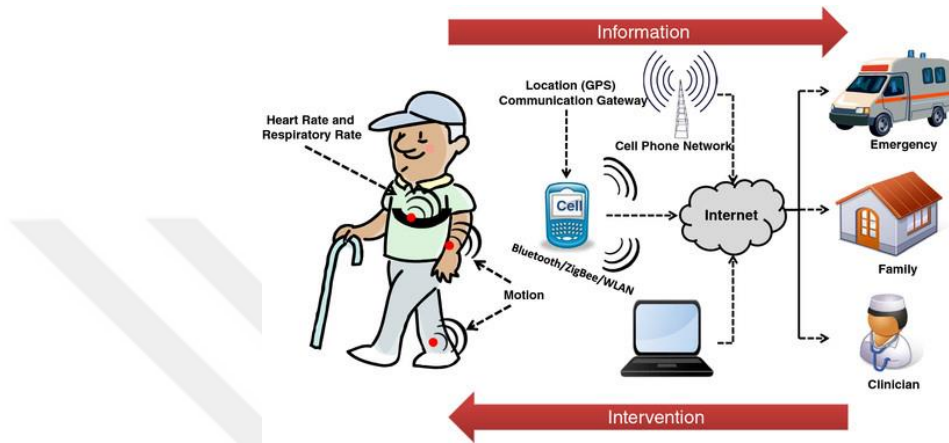 Information
Location (GPS)
Communication Gateway
Heart Rate and
Respiratory Rate
Cell Phone Network
Emergency
Cell
Internet
Bluetooth/ZigBee/WLAN
Family
Motion
Clinician
Intervention